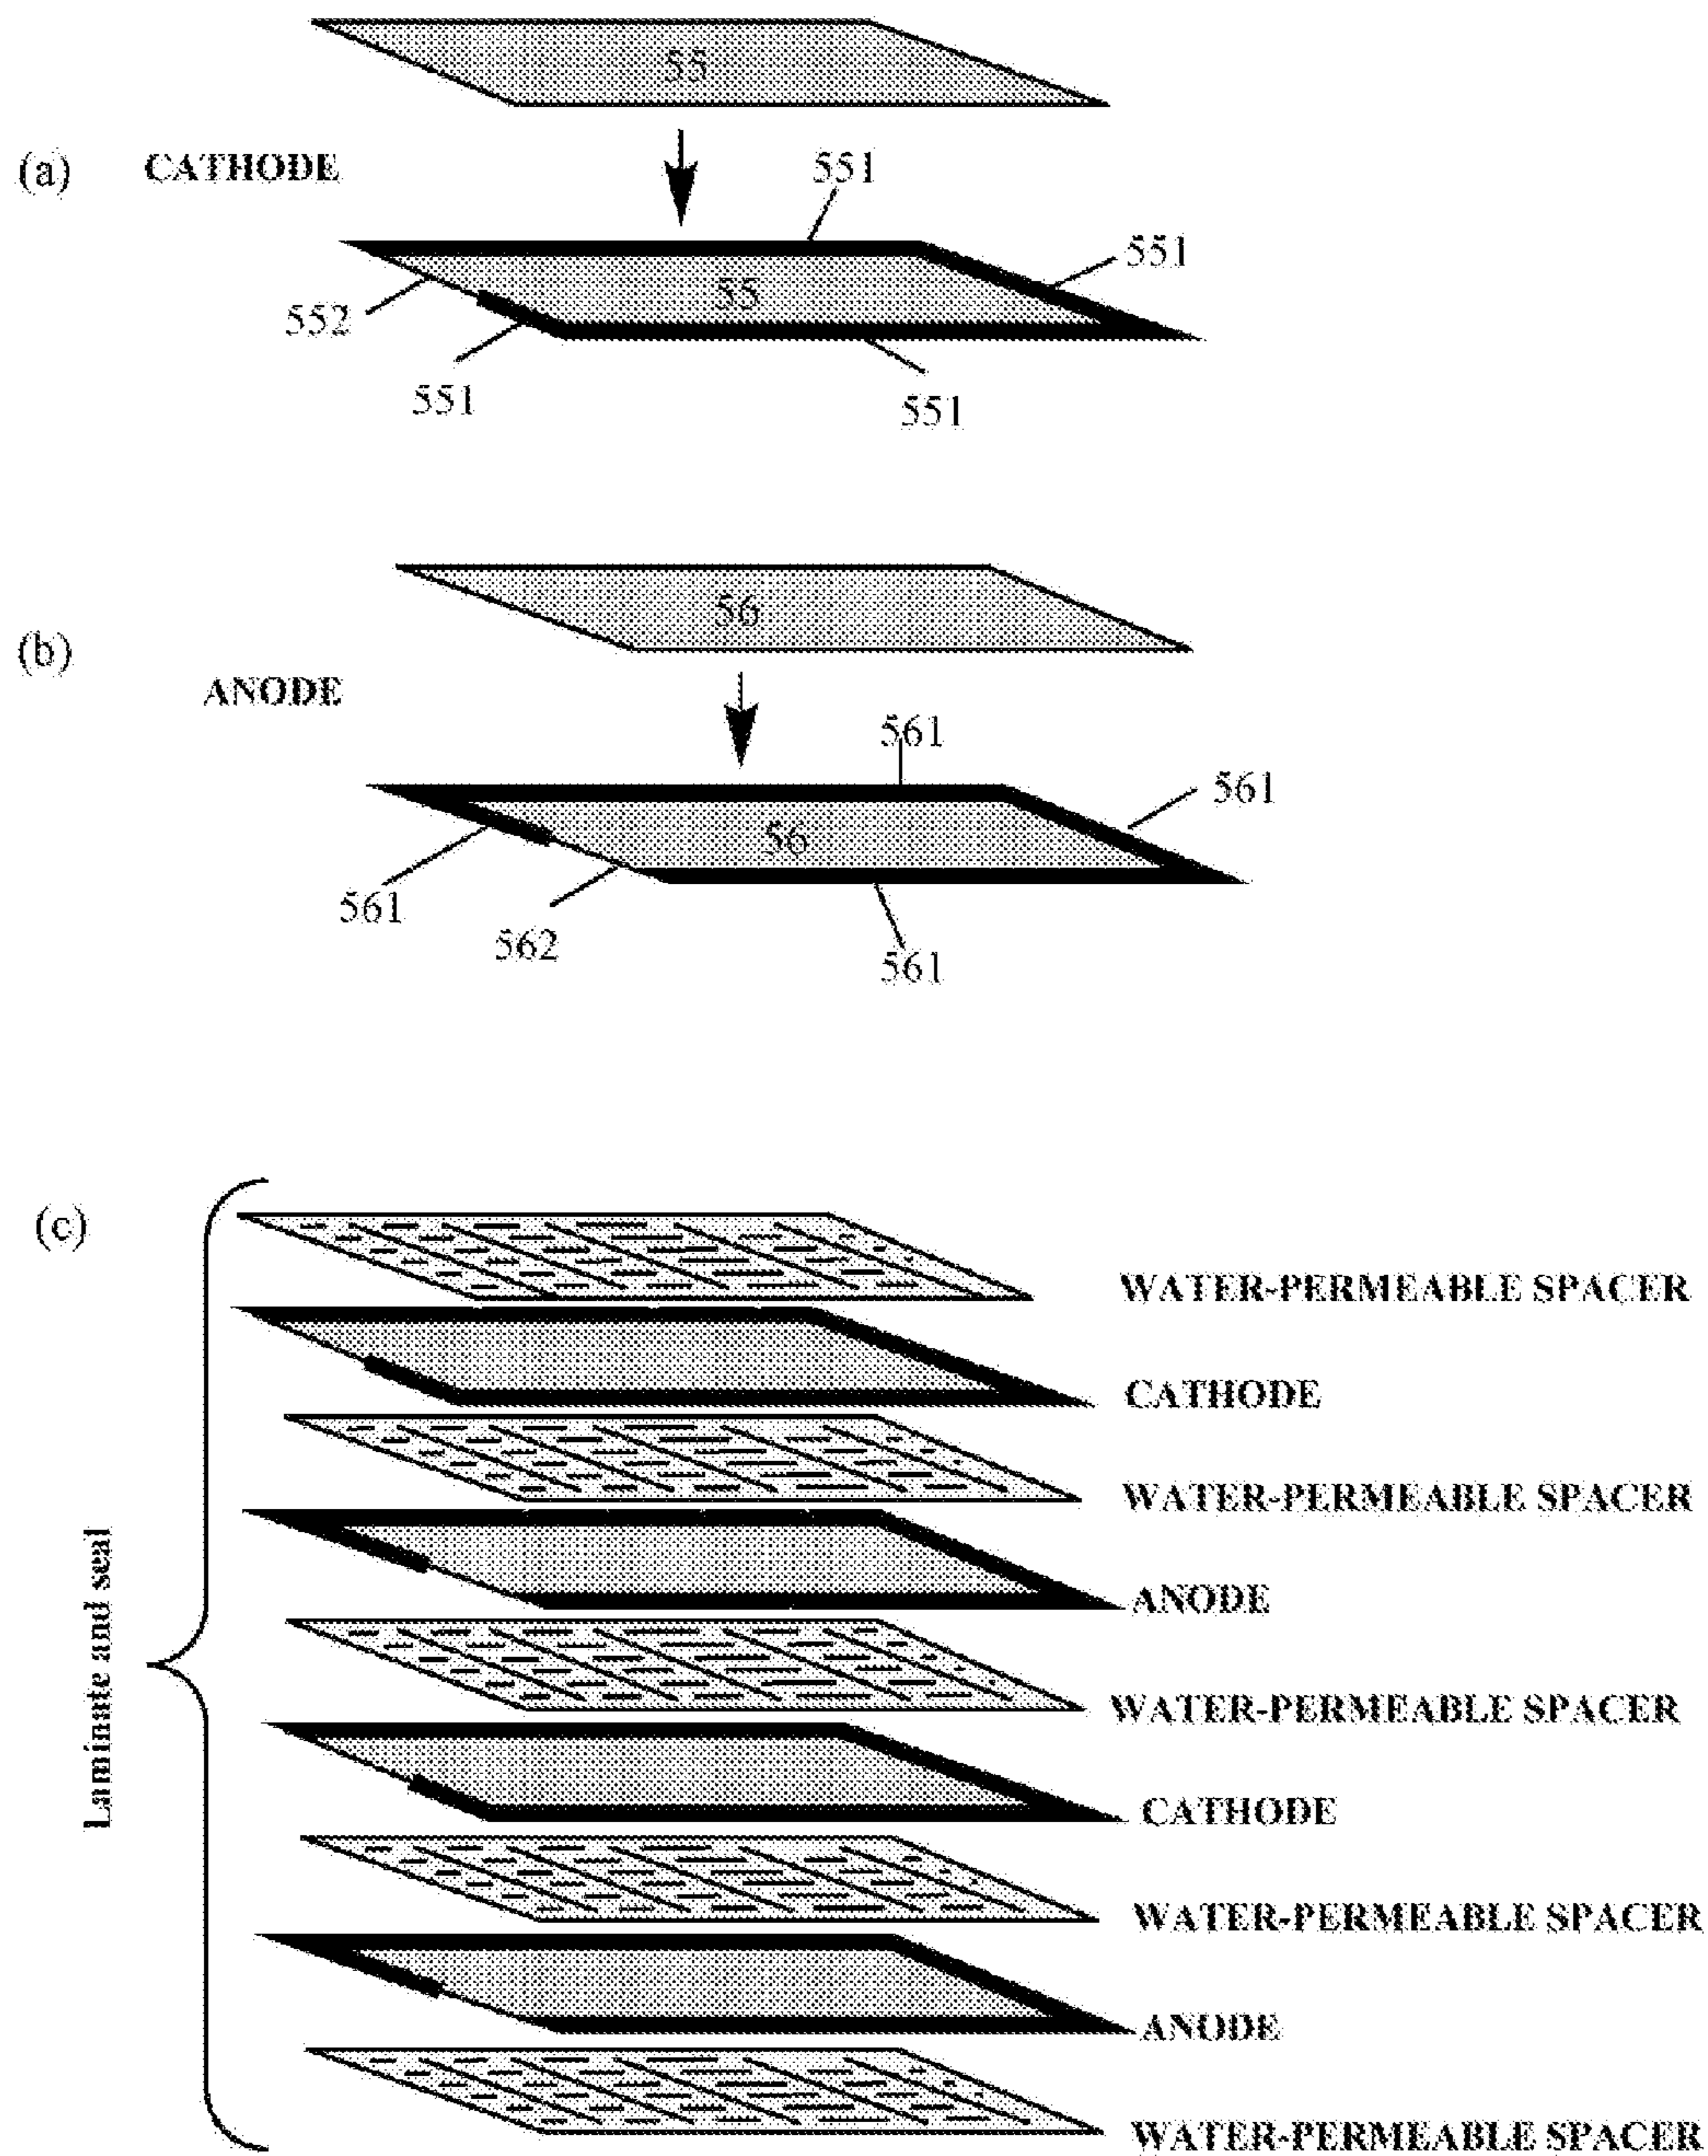 55
(a) CATHODE
551
551
55
552
551
551
56
(b)
ANODE
561
561
56
561
562
561
(c)
WATER-PERMEABLE SPACER
CATHODE
WATER-PERMEABLE SPACER
ANODE
Laminate and seal
WATER-PERMEABLE SPACER
CATHODE
WATER-PERMEABLE SPACER
ANODE
WATER-PERMEABLE SPACER